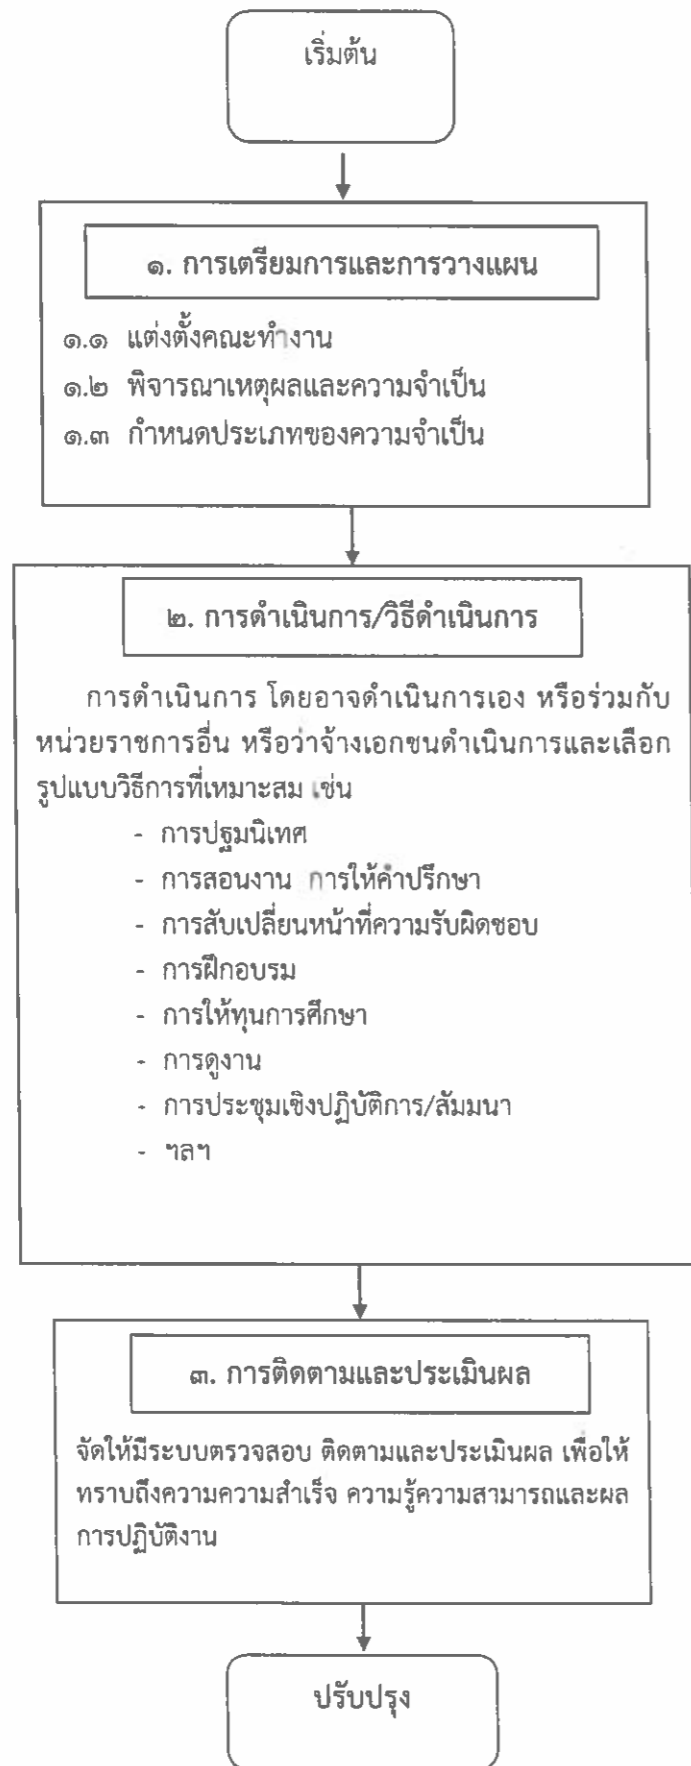 เริ่มต้น
๑. การเตรียมการและการวางแผน
๑.๑ แต่งตั้งคณะทำงาน
๑.๒ พิจารณาเหตุผลและความจำเป็น
๑.๓ กำหนดประเภทของความจำเป็น
๒. การดำเนินการ/วิธีดำเนินการ
การดำเนินการ โดยอาจดำเนินการเอง หรือร่วมกับ
หน่วยราชการอื่น หรือว่าจ้างเอกชนดำเนินการและเลือก
รูปแบบวิธีการที่เหมาะสม เช่น
- การปฐมนิเทศ
- การสอนงาน การให้คำปรึกษา
- การสับเปลี่ยนหน้าที่ความรับผิดชอบ
- การฝึกอบรม
- การให้ทุนการศึกษา
- การดูงาน
- การประชุมเชิงปฏิบัติการ/สัมมนา
- ฯลฯ
๓. การติดตามและประเมินผล
จัดให้มีระบบตรวจสอบ ติดตามและประเมินผล เพื่อให้
ทราบถึงความความสำเร็จ ความรู้ความสามารถและผล
การปฏิบัติงาน
ปรับปรุง